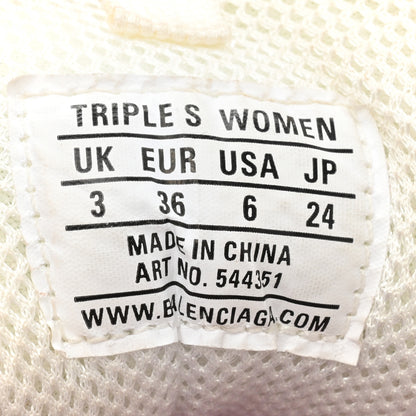 TRIPLE S WOMEN
UK EUR USA JP
3 36 6 24
MADE IN CHINA
ART NO. 544351
WWW.BALENCIAGA.COM